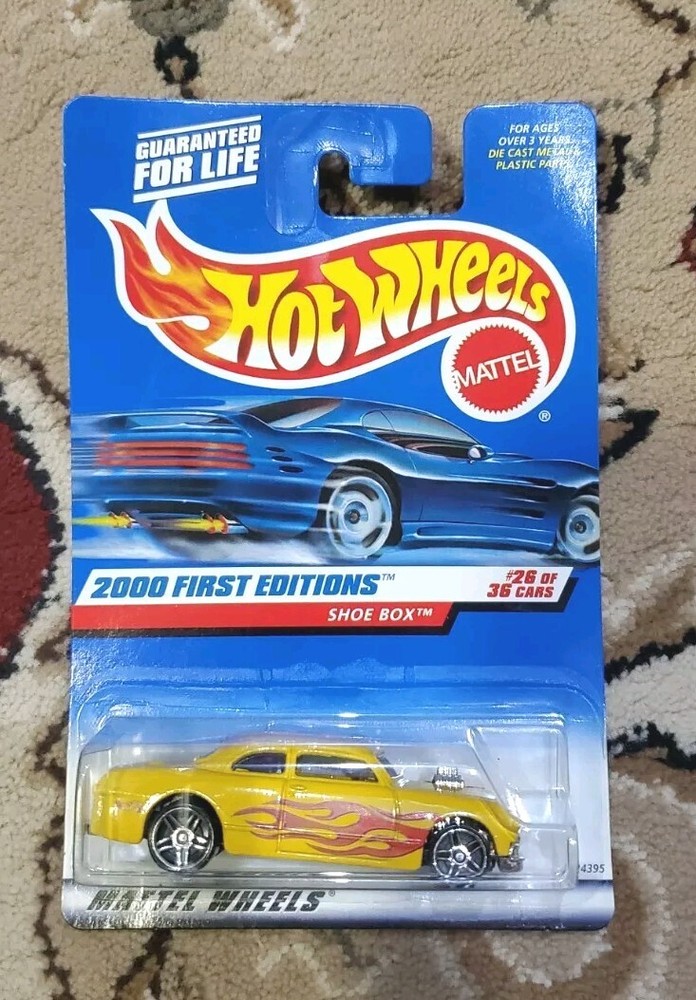 GUARANTEED
FOR LIFE
FOR AGES
OVER 3 YEARS
DIE CAST METAL
PLASTIC PARTS
HOT WHEELS
MATTEL
®
2000 FIRST EDITIONS™
#26 OF
36 CARS
SHOE BOX™
4395
MATTEL WHEELS®